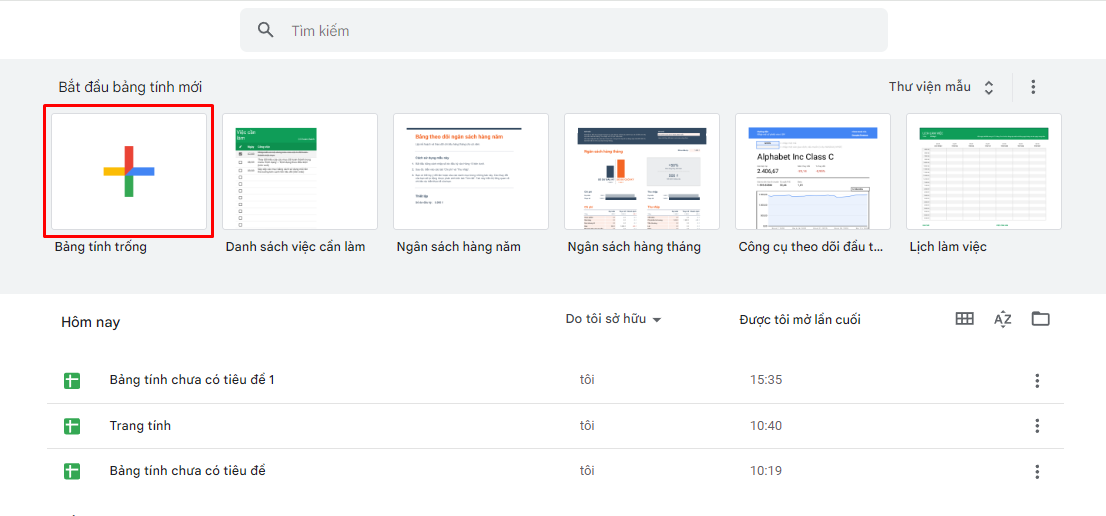 Tìm kiếm
Bắt đầu bảng tính mới
Thư viện mẫu
Việc cần làm
Bảng theo dõi ngân sách hàng năm
Ngân sách hàng tháng
Alphabet Inc Class C
2.406,67
Bảng tính trống
Danh sách việc cần làm
Ngân sách hàng năm
Ngân sách hàng tháng
Công cụ theo dõi đầu t...
Lịch làm việc
Hôm nay
Do tôi sở hữu
Được tôi mở lần cuối
Bảng tính chưa có tiêu đề 1 tôi 15:35
Trang tính tôi 10:40
Bảng tính chưa có tiêu đề tôi 10:19